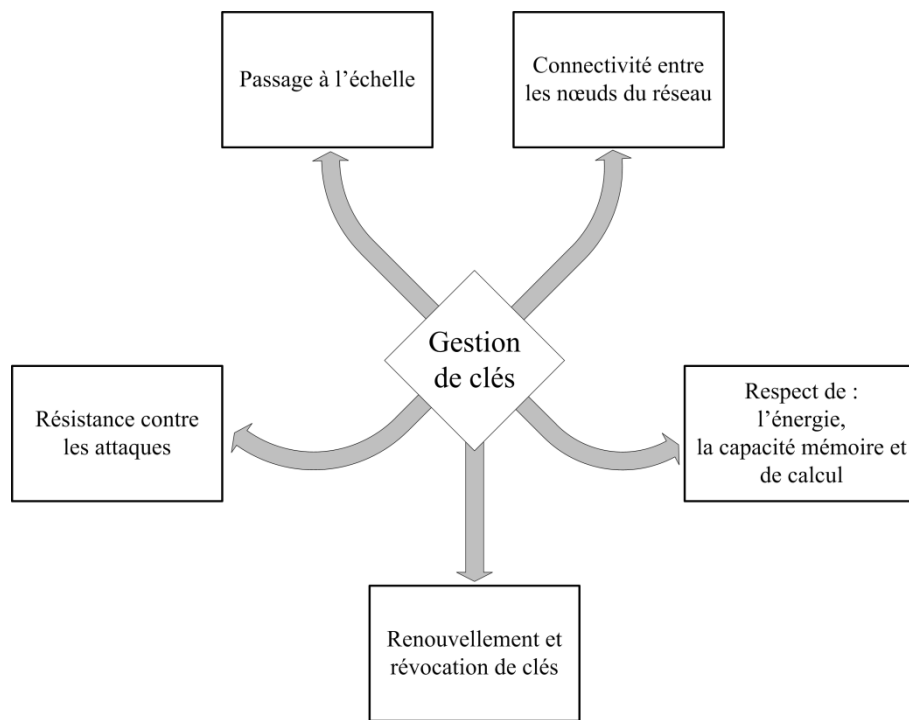 Passage à l'échelle
Connectivité entre
les nœuds du réseau
Gestion
de clés
Résistance contre
les attaques
Respect de :
l'énergie,
la capacité mémoire et
de calcul
Renouvellement et
révocation de clés